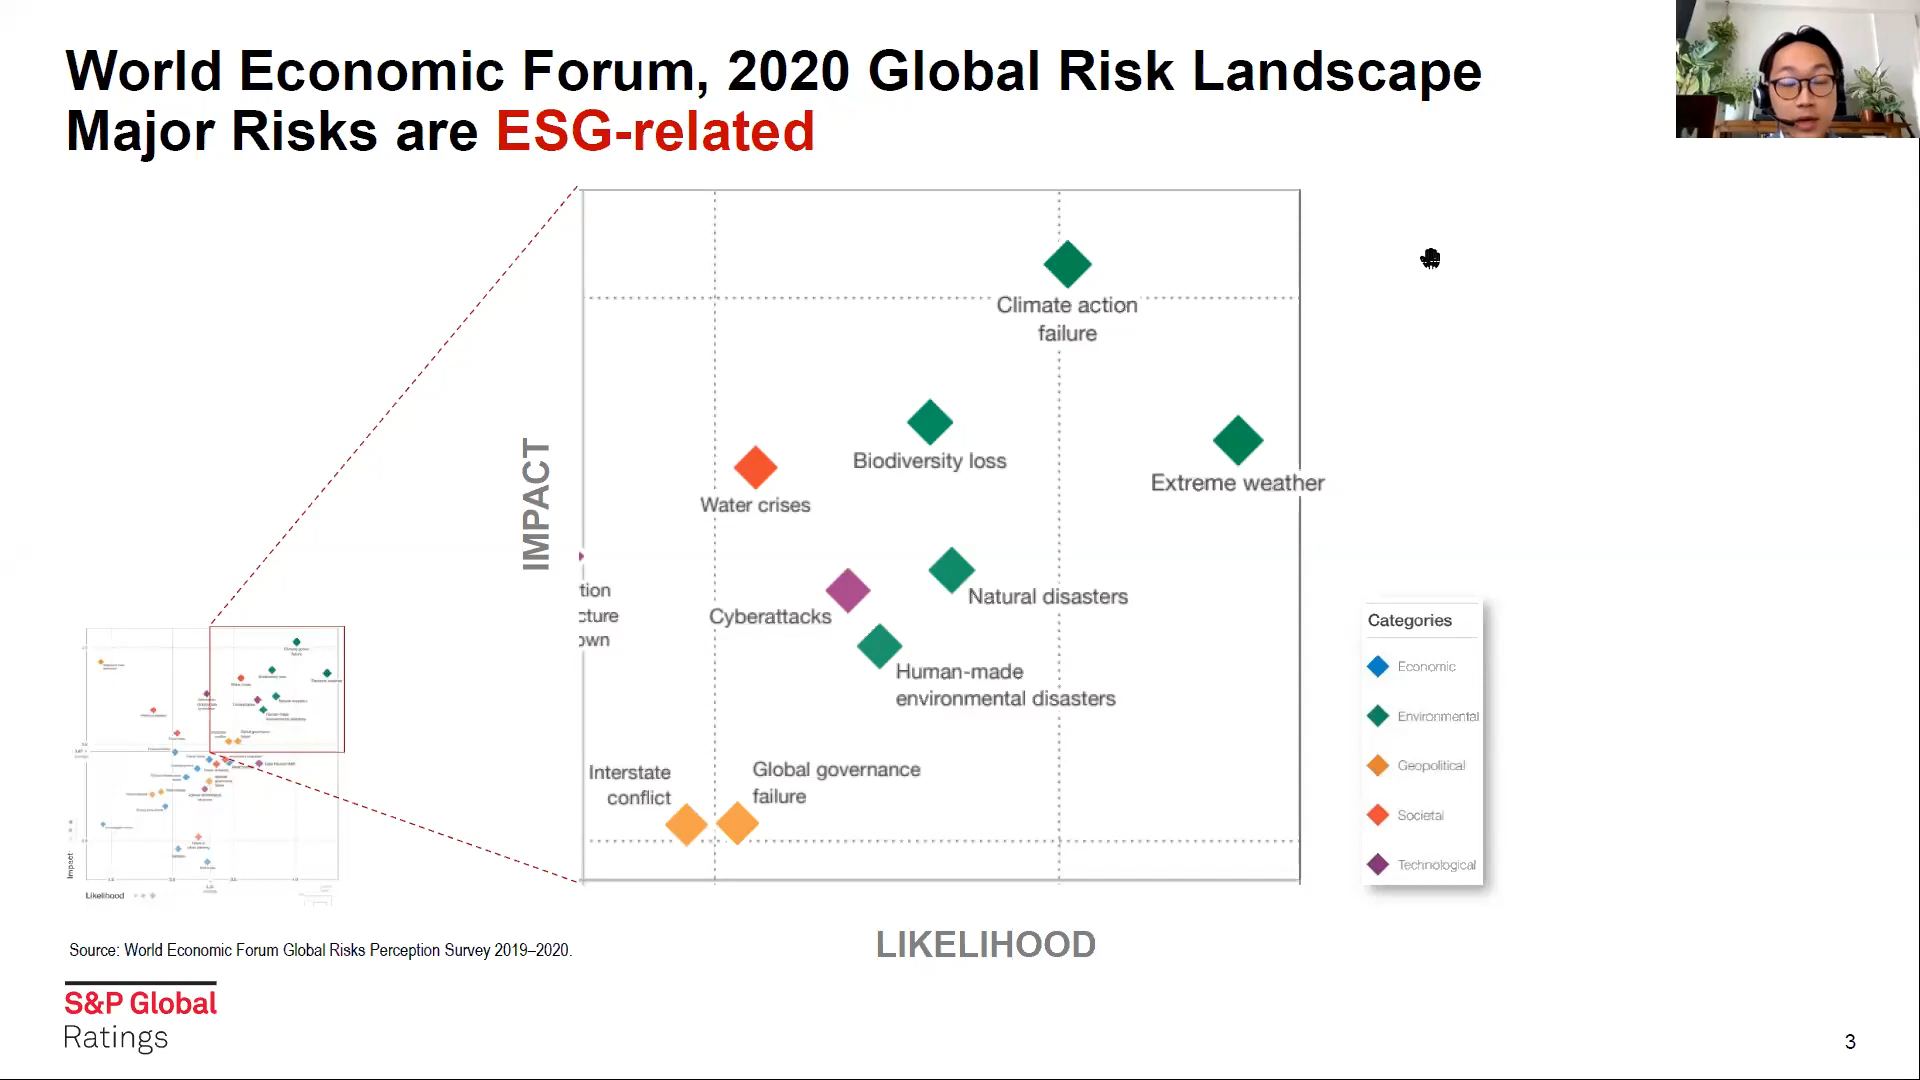 World Economic Forum, 2020 Global Risk Landscape
Major Risks are ESG-related
Climate action
failure
Biodiversity loss
Extreme weather
Water crises
IMPACT
tion
cture
own
Natural disasters
Cyberattacks
Human-made
environmental disasters
Interstate
conflict
Global governance
failure
LIKELIHOOD
Categories
Economic
Environmental
Geopolitical
Societal
Technological
Impact
Likelihood
Source: World Economic Forum Global Risks Perception Survey 2019–2020.
S&P Global
Ratings
3